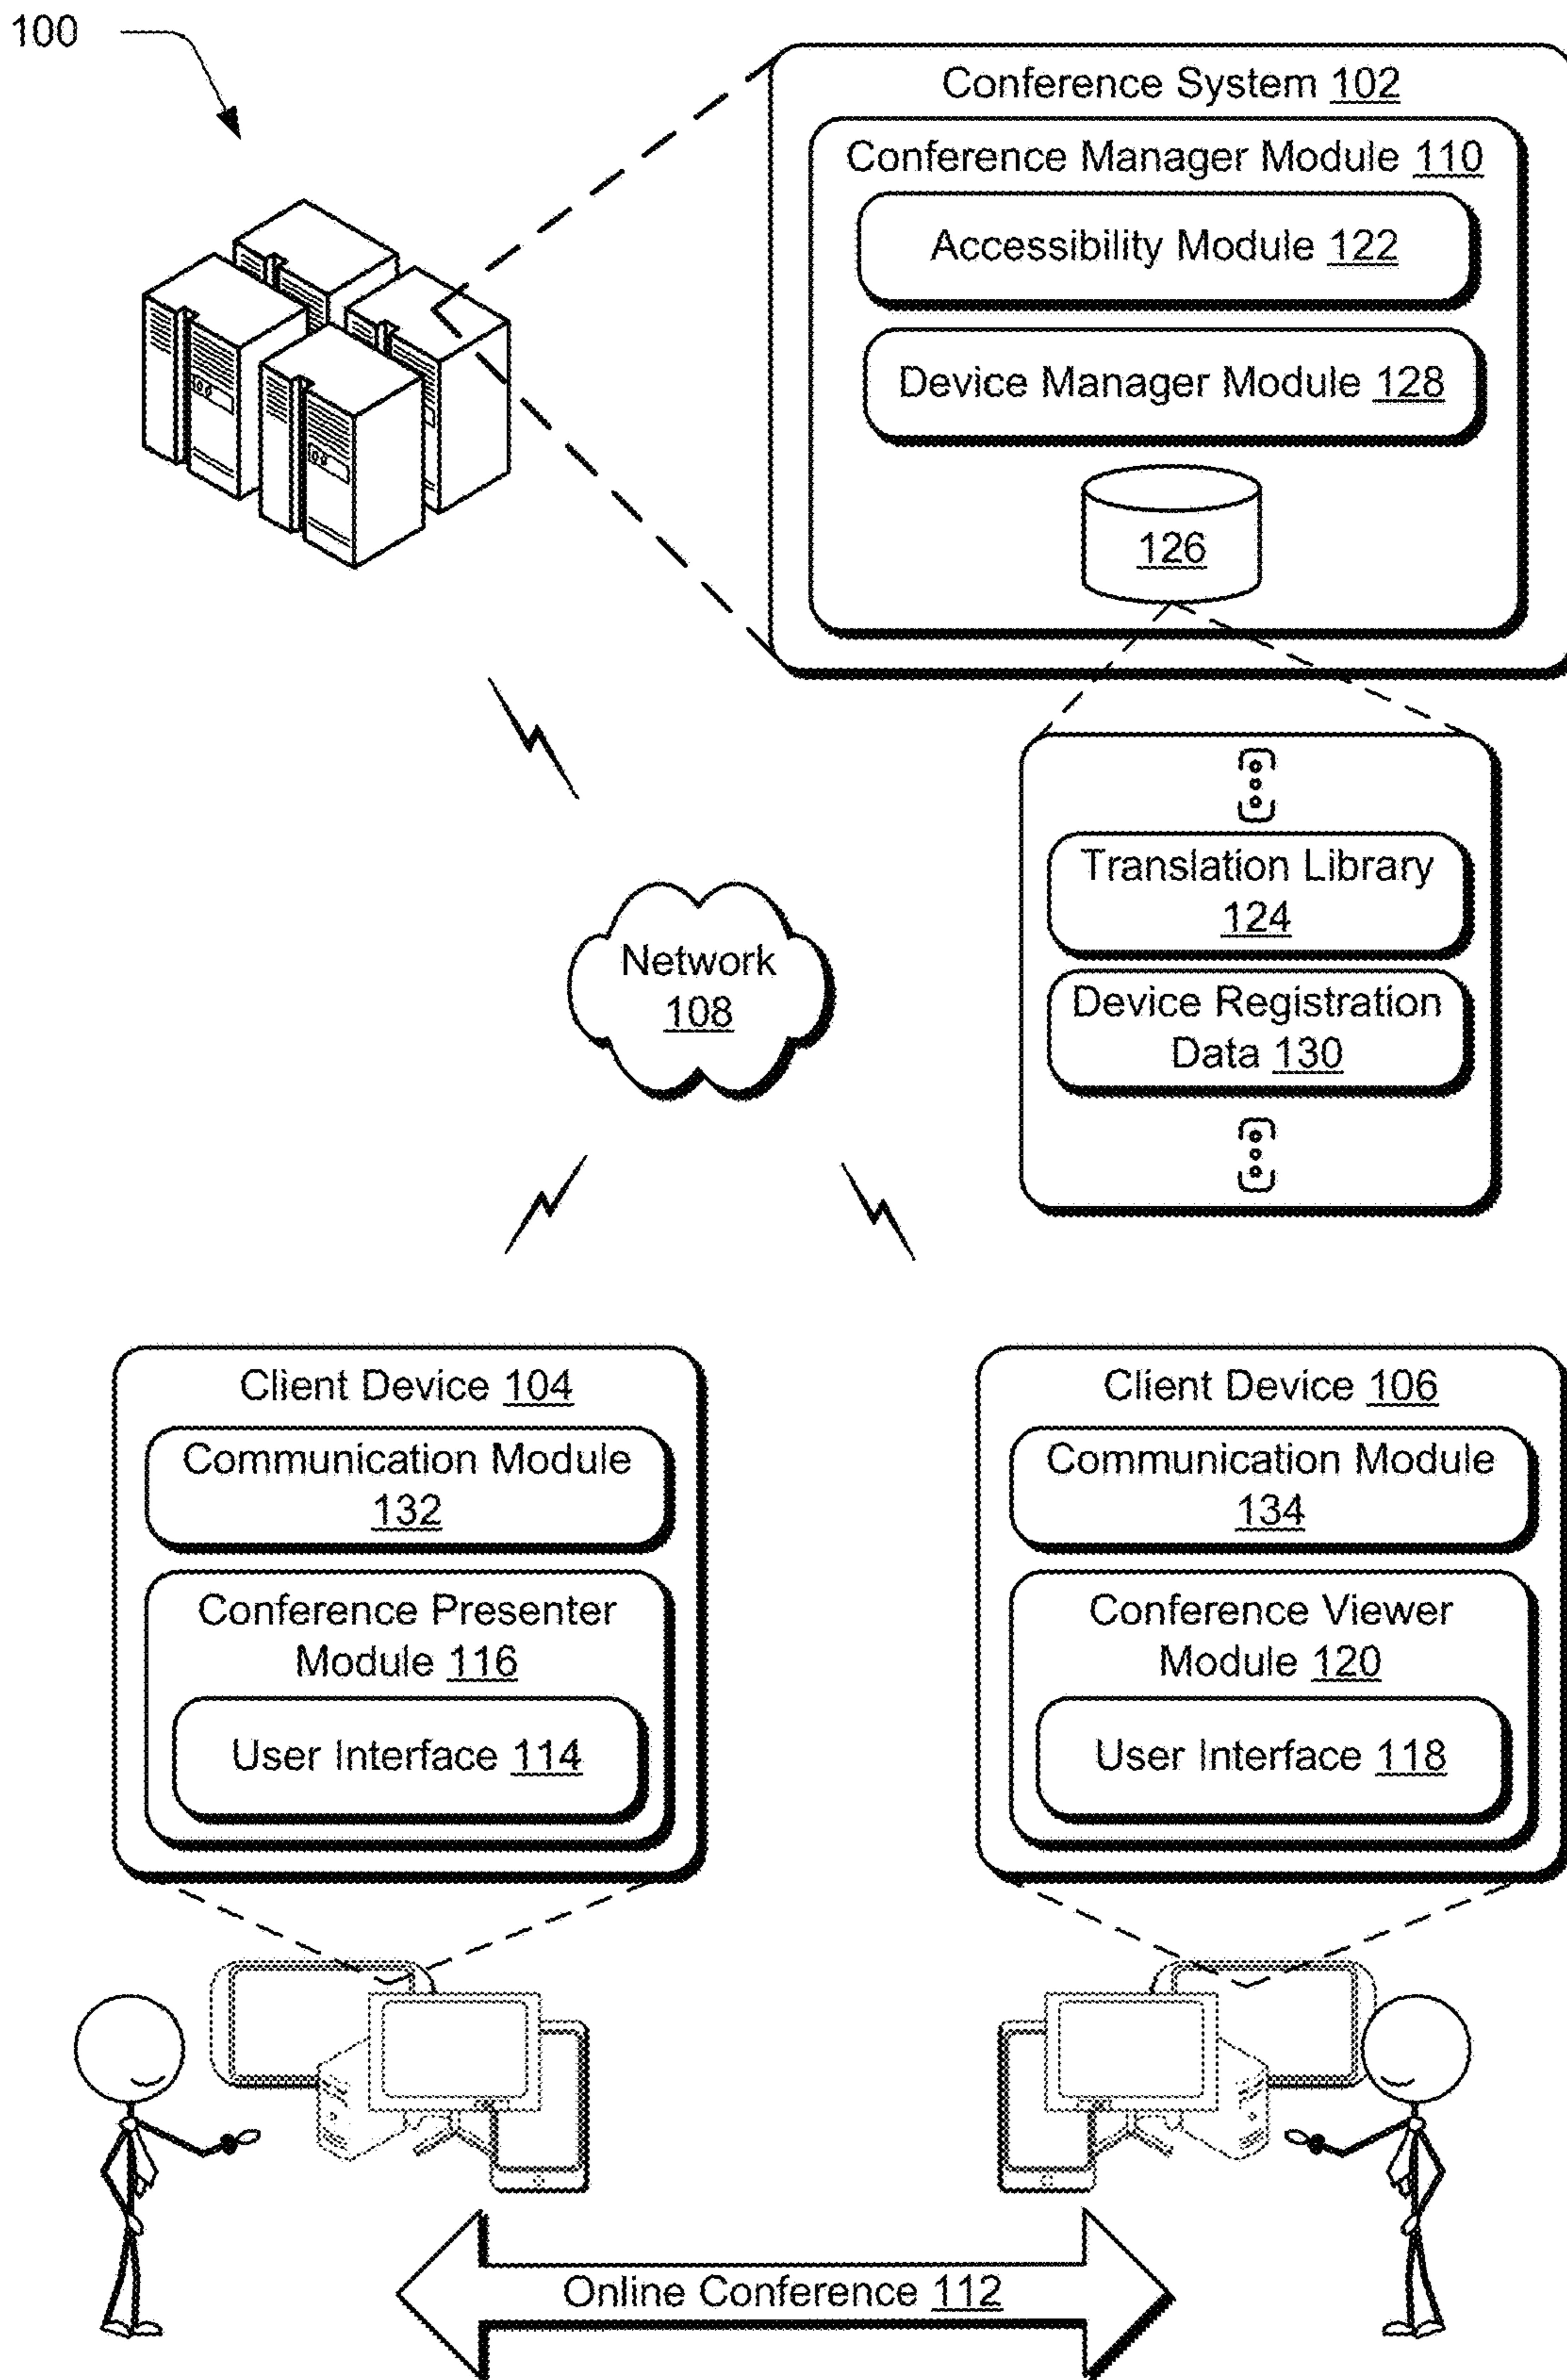 100
Conference System 102
Conference Manager Module 110
Accessibility Module 122
Device Manager Module 128
126
Translation Library
124
Device Registration
Data 130
Network
108
Client Device 104
Communication Module
132
Conference Presenter
Module 116
User Interface 114
Client Device 106
Communication Module
134
Conference Viewer
Module 120
User Interface 118
Online Conference 112